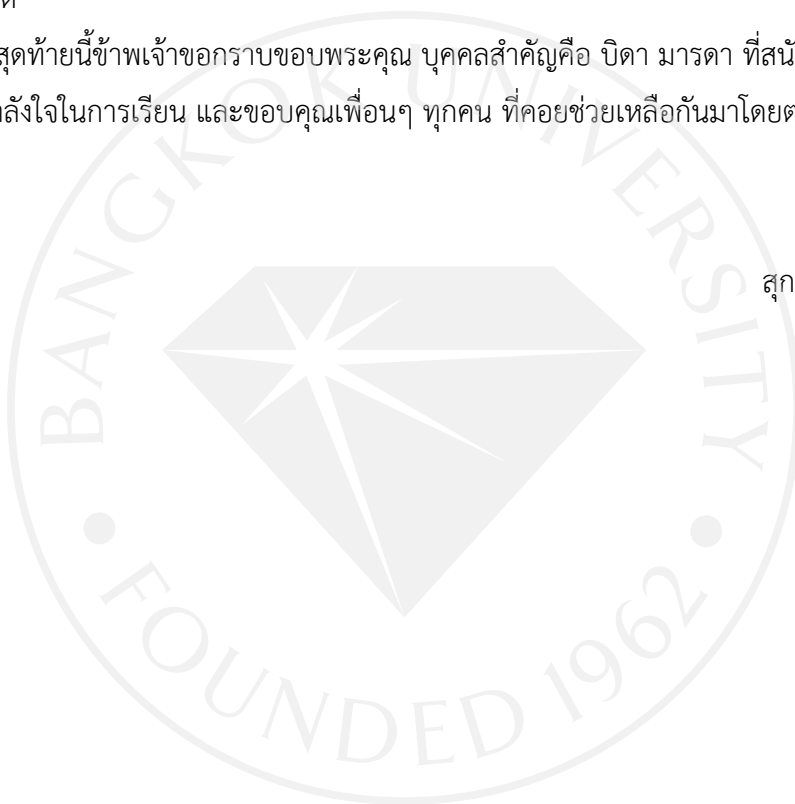 สุดท้ายนี้ข้าพเจ้าขอกราบขอบพระคุณ บุคคลสำคัญคือ บิดา มารดา ที่สนั
ลังใจในการเรียน และขอบคุณเพื่อนๆ ทุกคน ที่คอยช่วยเหลือกันมาโดยต
สุก
BANGKOK UNIVERSITY
FOUNDED 1962